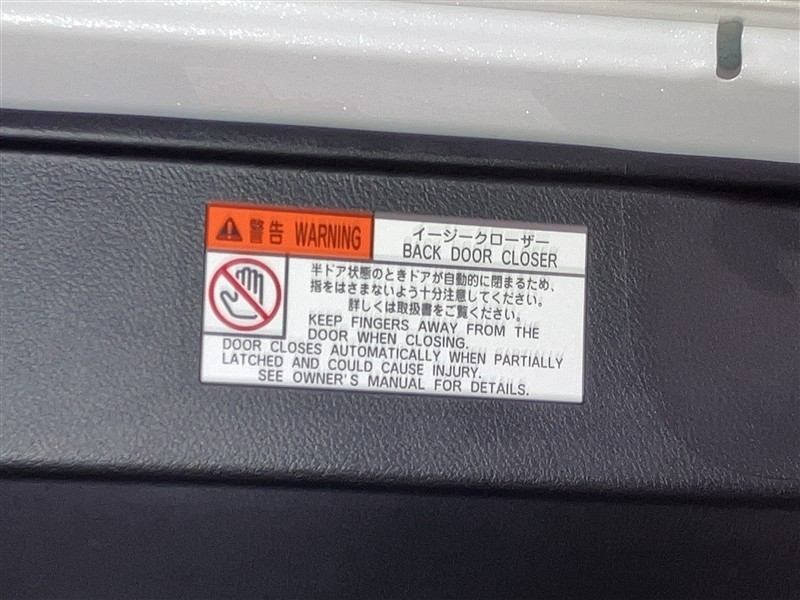 警告 WARNING
イージークローザー
BACK DOOR CLOSER
半ドア状態のときドアが自動的に閉まるため、
指をはさまないよう十分注意してください。
詳しくは取扱書をご覧ください。
KEEP FINGERS AWAY FROM THE
DOOR WHEN CLOSING.
DOOR CLOSES AUTOMATICALLY WHEN PARTIALLY
LATCHED AND COULD CAUSE INJURY.
SEE OWNER'S MANUAL FOR DETAILS.